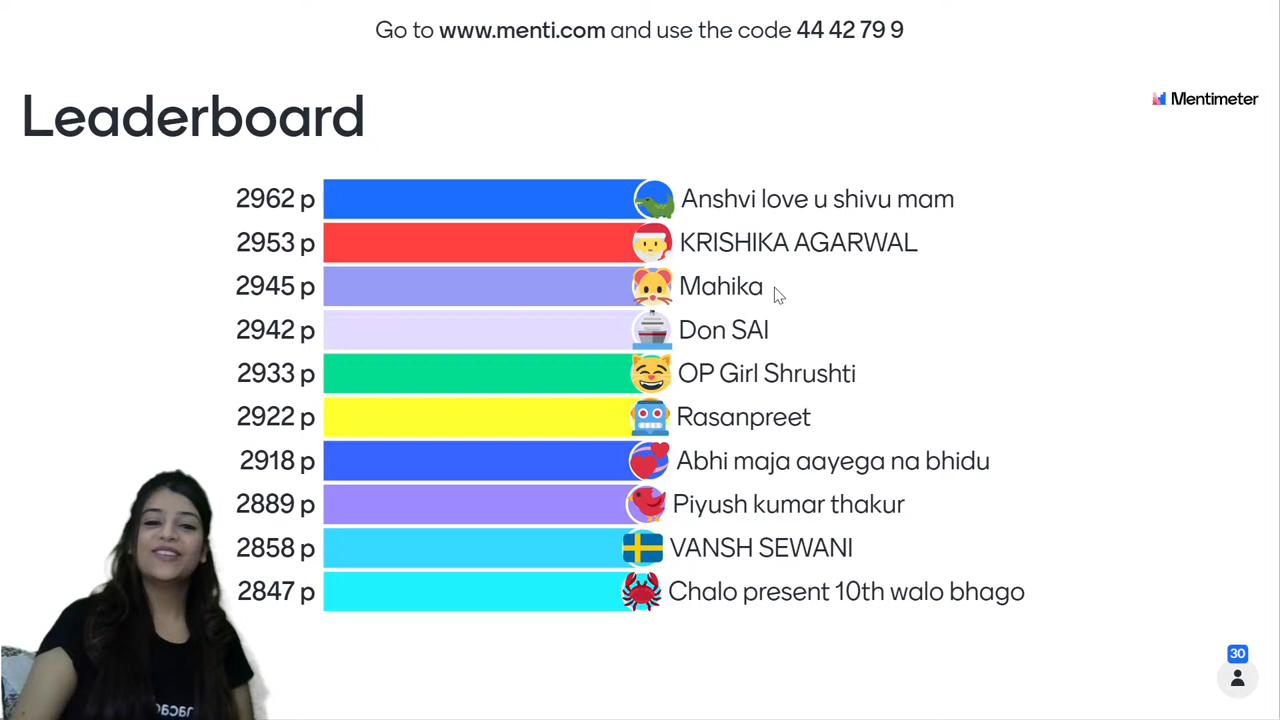 Go to www.menti.com and use the code 44 42 79 9
Leaderboard
Mentimeter
2962 p Anshvi love u shivu mam
2953 p KRISHIKA AGARWAL
2945 p Mahika
2942 p Don SAI
2933 p OP Girl Shrushti
2922 p Rasanpreet
2918 p Abhi maja aayega na bhidu
2889 p Piyush kumar thakur
2858 p VANSH SEWANI
2847 p Chalo present 10th walo bhago
30